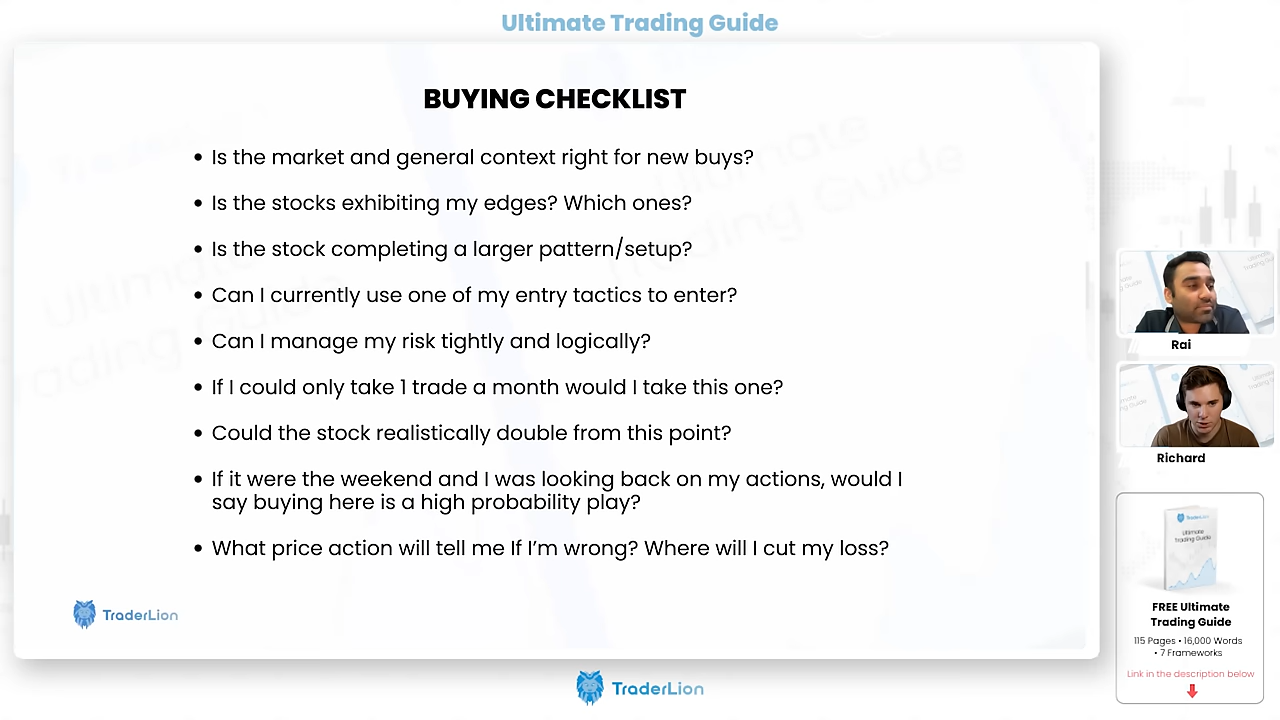 Ultimate Trading Guide
BUYING CHECKLIST
• Is the market and general context right for new buys?
• Is the stocks exhibiting my edges? Which ones?
• Is the stock completing a larger pattern/setup?
• Can I currently use one of my entry tactics to enter?
• Can I manage my risk tightly and logically?
• If I could only take 1 trade a month would I take this one?
• Could the stock realistically double from this point?
• If it were the weekend and I was looking back on my actions, would I
say buying here is a high probability play?
• What price action will tell me If I'm wrong? Where will I cut my loss?
TraderLion
TraderLion
Rai
Richard
TraderLion
Ultimate
Trading Guide
FREE Ultimate
Trading Guide
115 Pages • 16,000 Words
• 7 Frameworks
Link in the description below